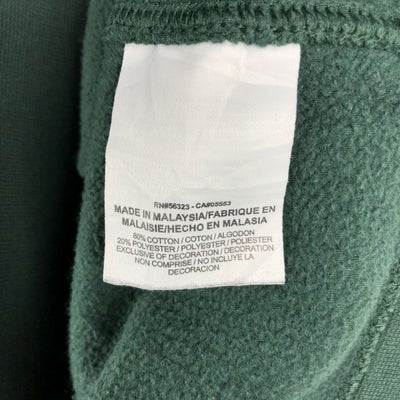 RN#56323 - CA#05553
MADE IN MALAYSIA/FABRIQUE EN
MALAISIE/HECHO EN MALASIA
80% COTTON / COTON / ALGODON
20% POLYESTER / POLYESTER / POLIESTER
EXCLUSIVE OF DECORATION / DECORATION
NON COMPRISE / NO INCLUYE LA
DECORACION